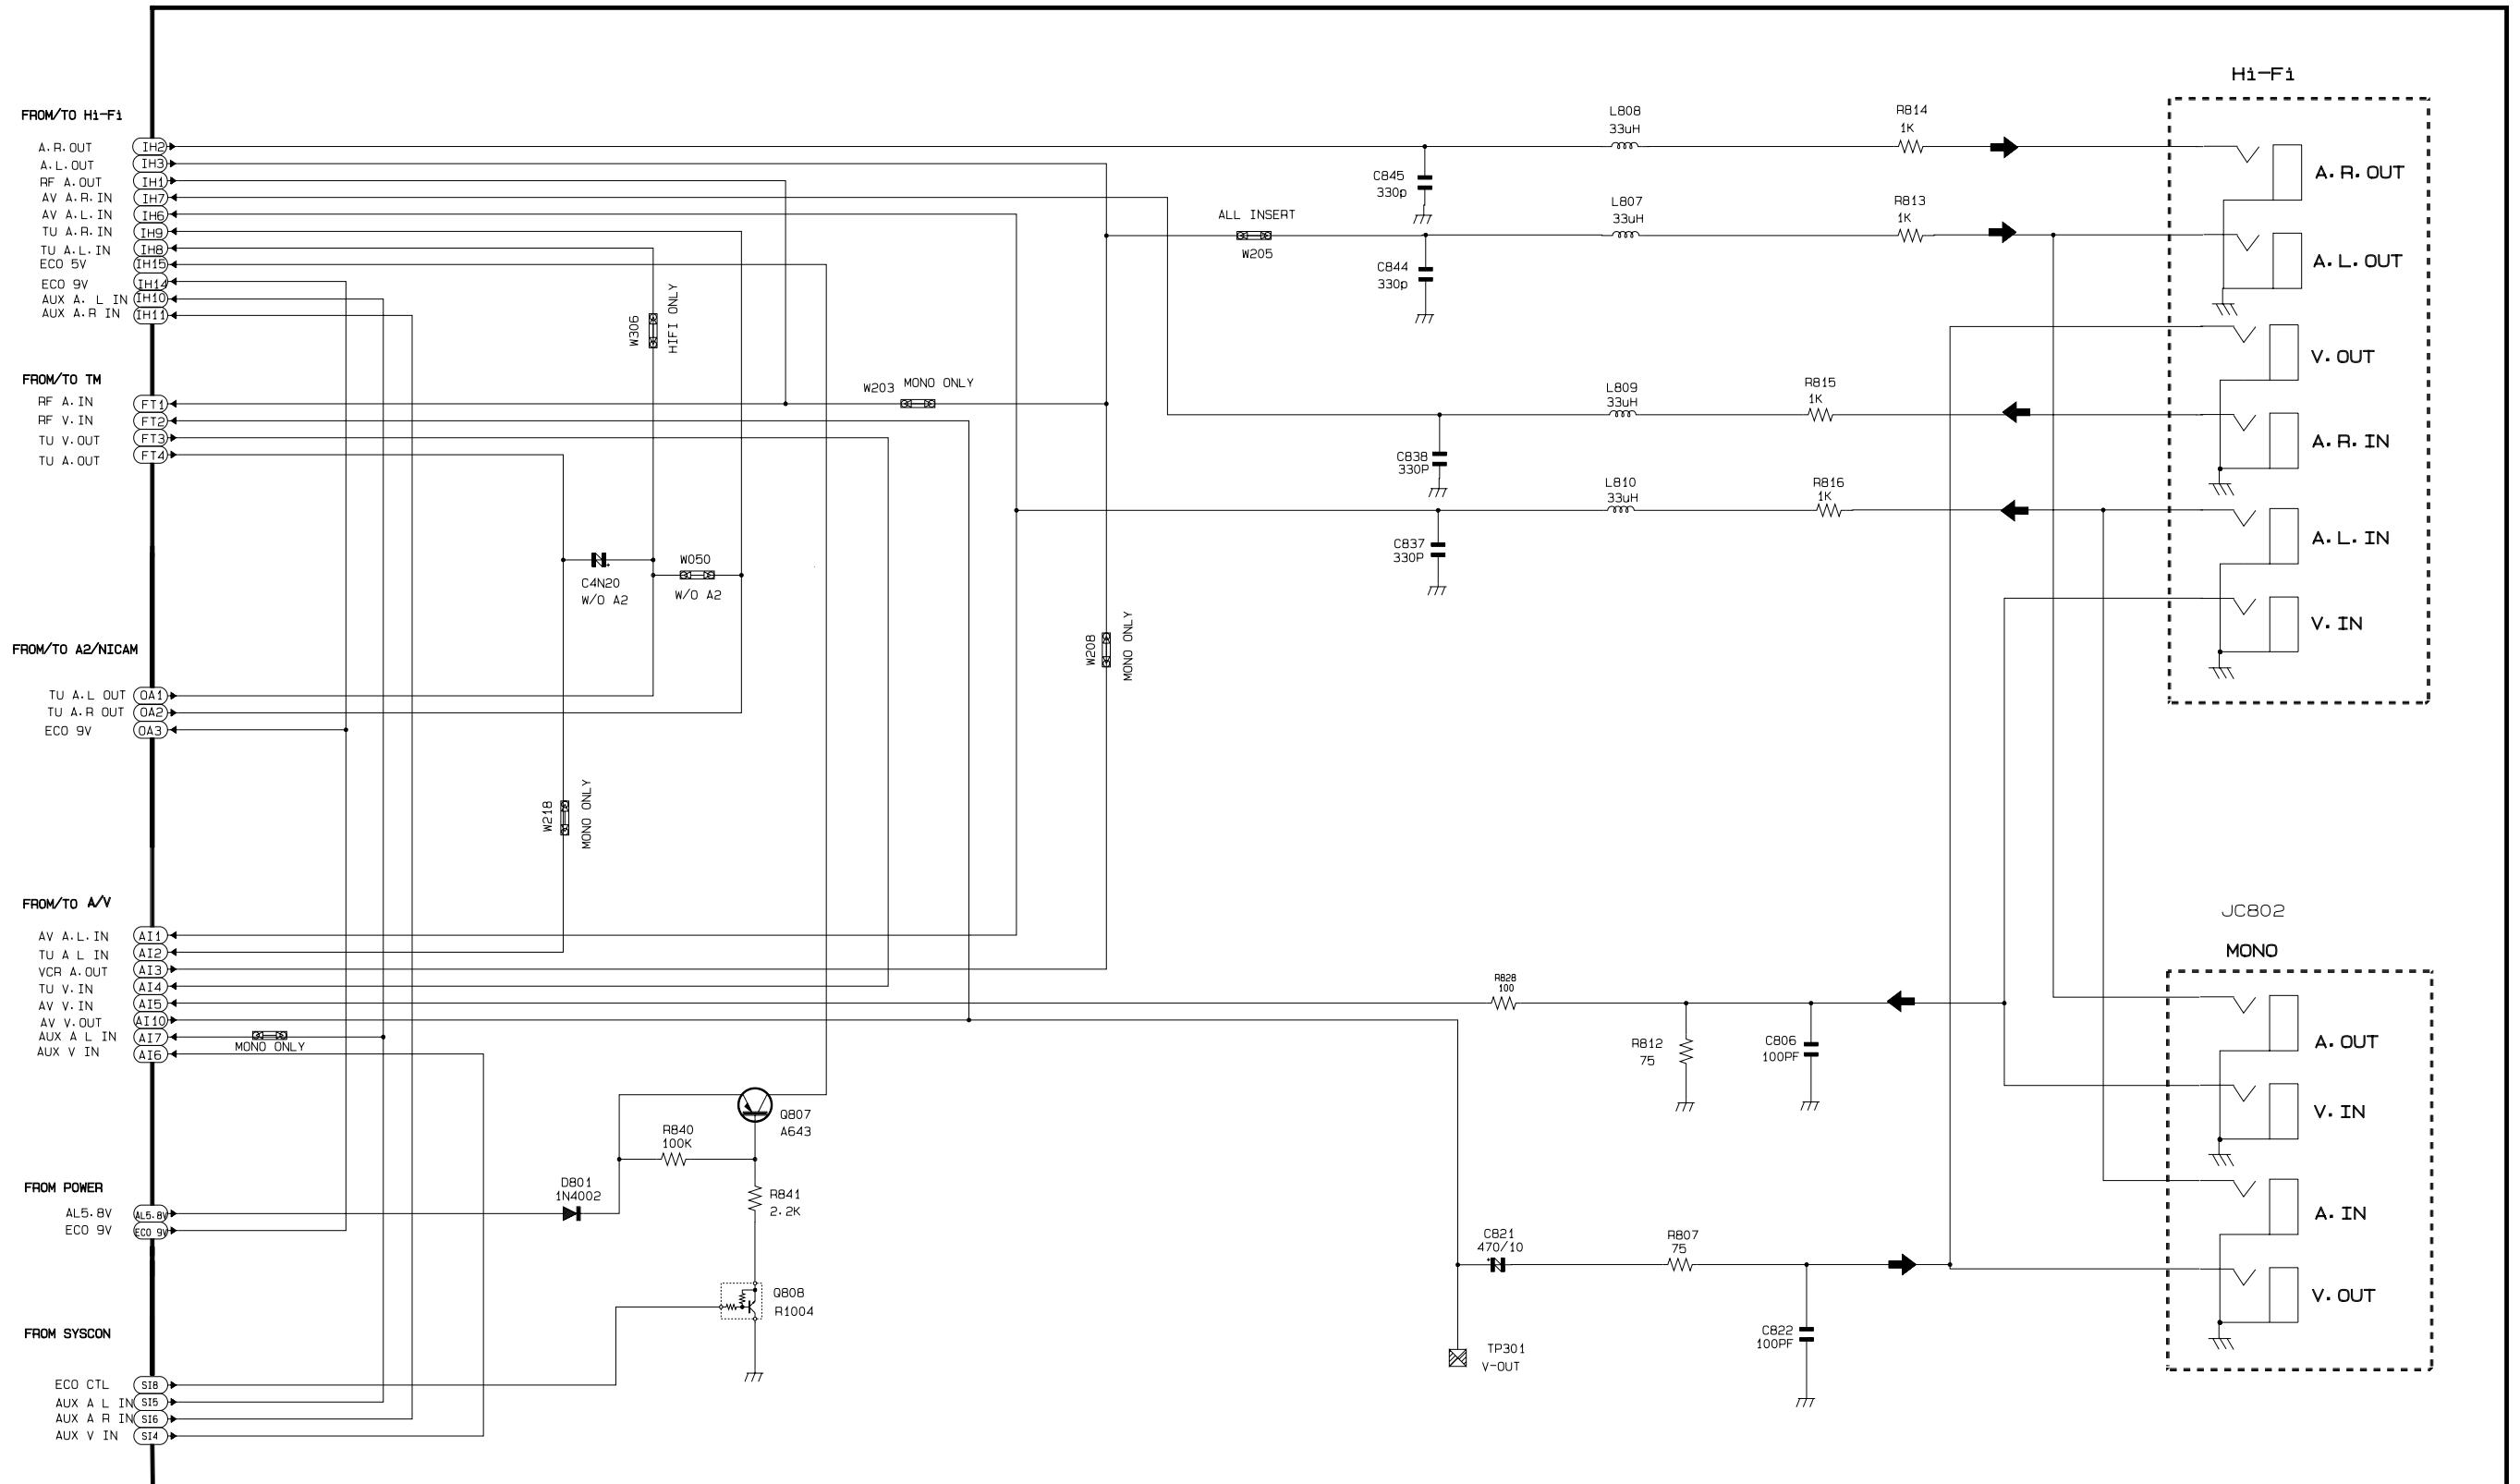 FROM/TO Hi-Fi
A.R.OUT IH2
A.L.OUT IH3
RF A.OUT IH1
AV A.R.IN IH7
AV A.L.IN IH6
TU A.R.IN IH9
TU A.L.IN IH8
ECO 5V IH15
ECO 9V IH14
AUX A. L IN IH10
AUX A.R IN IH11
FROM/TO TM
RF A.IN FT1
RF V.IN FT2
TU V.OUT FT3
TU A.OUT FT4
FROM/TO A2/NICAM
TU A.L OUT OA1
TU A.R OUT OA2
ECO 9V OA3
FROM/TO A/V
AV A.L.IN AI1
TU A L IN AI2
VCR A.OUT AI3
TU V.IN AI4
AV V.IN AI5
AV V.OUT AI10
AUX A L IN AI7
AUX V IN AI6
MONO ONLY
FROM POWER
AL5.8V AL5.8V
ECO 9V ECO 9V
FROM SYSCON
ECO CTL SI8
AUX A L IN SI5
AUX A R IN SI6
AUX V IN SI4
W306
HIFI ONLY
W203 MONO ONLY
C4N20
W/O A2
W050
W/O A2
W218
MONO ONLY
W208
MONO ONLY
Q807
A643
R840
100K
D801
1N4002
R841
2.2K
Q808
R1004
ALL INSERT
W205
C845
330p
C844
330p
L808
33uH
R814
1K
L807
33uH
R813
1K
L809
33uH
R815
1K
C838
330P
L810
33uH
R816
1K
C837
330P
R828
100
R812
75
C806
100PF
C821
470/10
R807
75
C822
100PF
TP301
V-OUT
Hi-Fi
A.R.OUT
A.L.OUT
V.OUT
A.R.IN
A.L.IN
V.IN
JC802
MONO
A.OUT
V.IN
A.IN
V.OUT